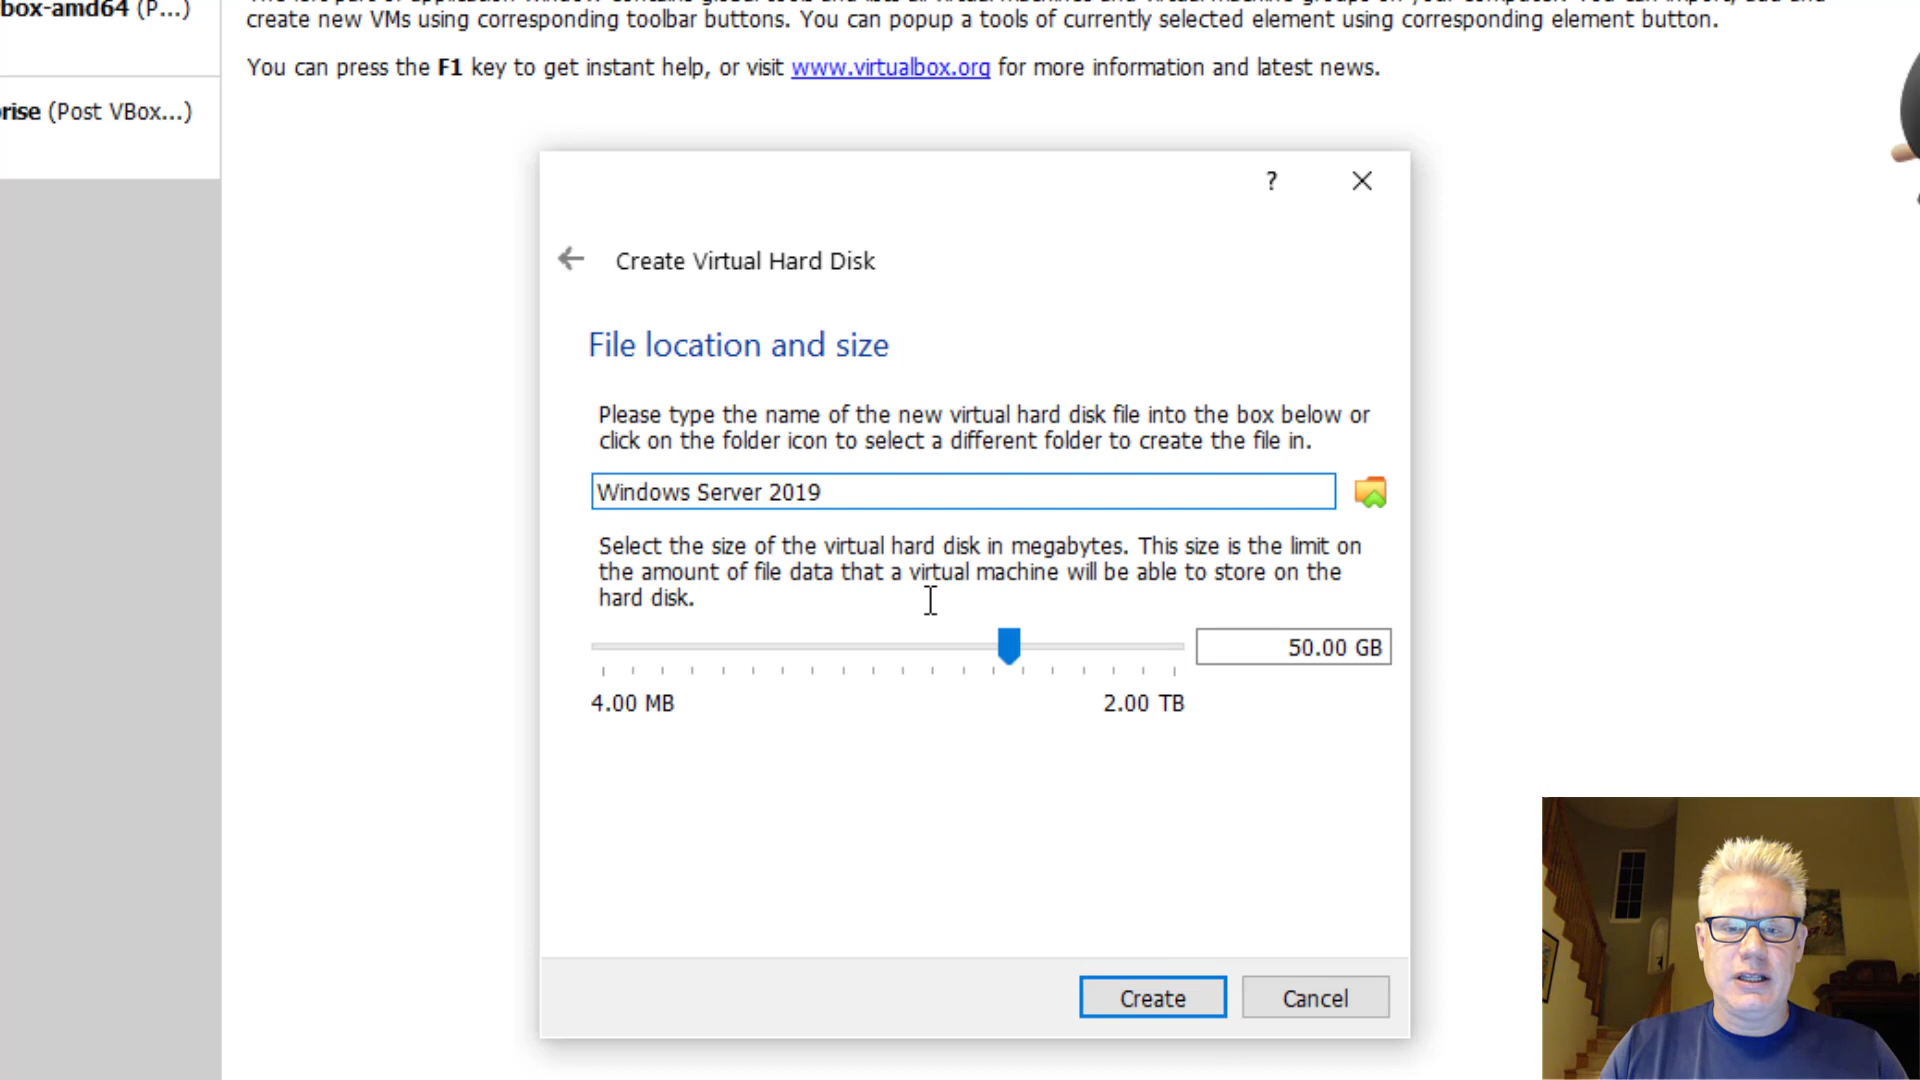 box-amd64 (P...)
create new VMs using corresponding toolbar buttons. You can popup a tools of currently selected element using corresponding element button.
You can press the F1 key to get instant help, or visit www.virtualbox.org for more information and latest news.
rise (Post VBox...)
?
Create Virtual Hard Disk
File location and size
Please type the name of the new virtual hard disk file into the box below or
click on the folder icon to select a different folder to create the file in.
Windows Server 2019
Select the size of the virtual hard disk in megabytes. This size is the limit on
the amount of file data that a virtual machine will be able to store on the
hard disk.
50.00 GB
4.00 MB
2.00 TB
Create
Cancel